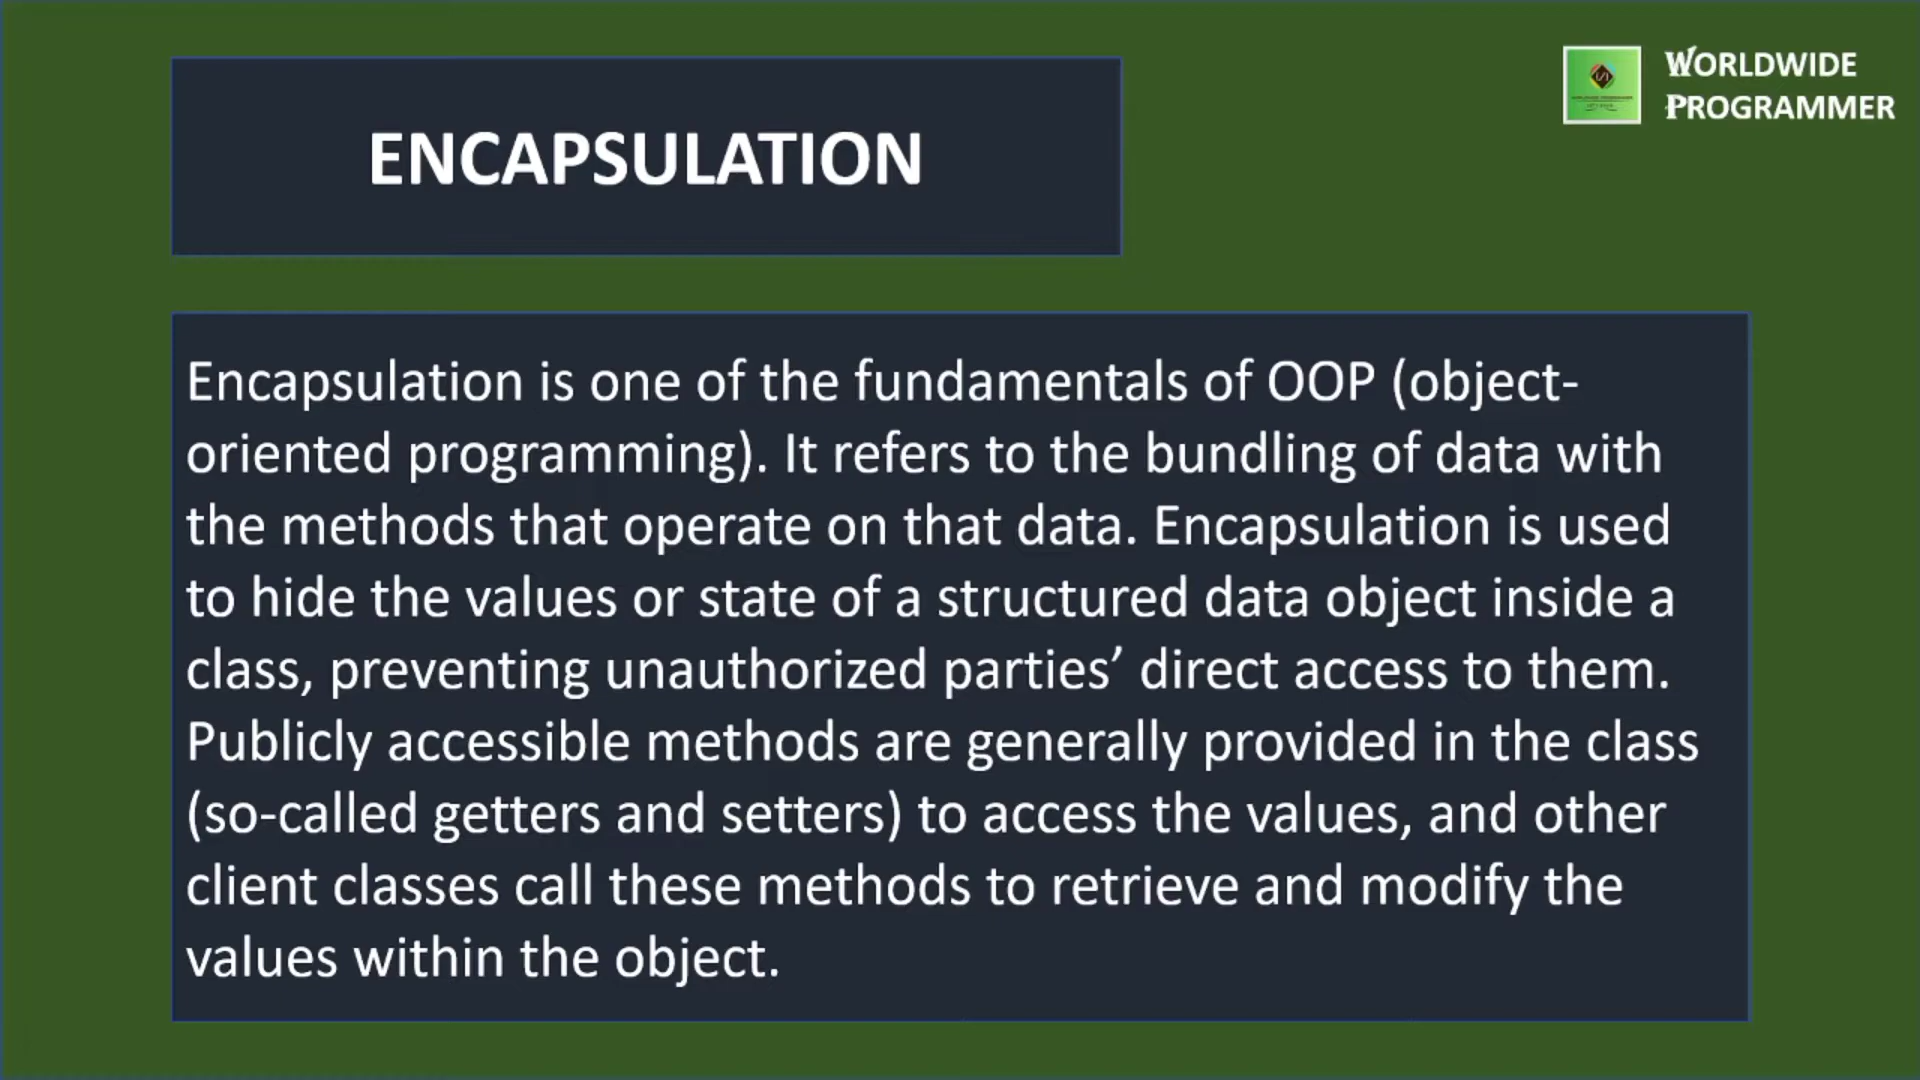 ENCAPSULATION
WORLDWIDE
PROGRAMMER
Encapsulation is one of the fundamentals of OOP (object-
oriented programming). It refers to the bundling of data with
the methods that operate on that data. Encapsulation is used
to hide the values or state of a structured data object inside a
class, preventing unauthorized parties’ direct access to them.
Publicly accessible methods are generally provided in the class
(so-called getters and setters) to access the values, and other
client classes call these methods to retrieve and modify the
values within the object.